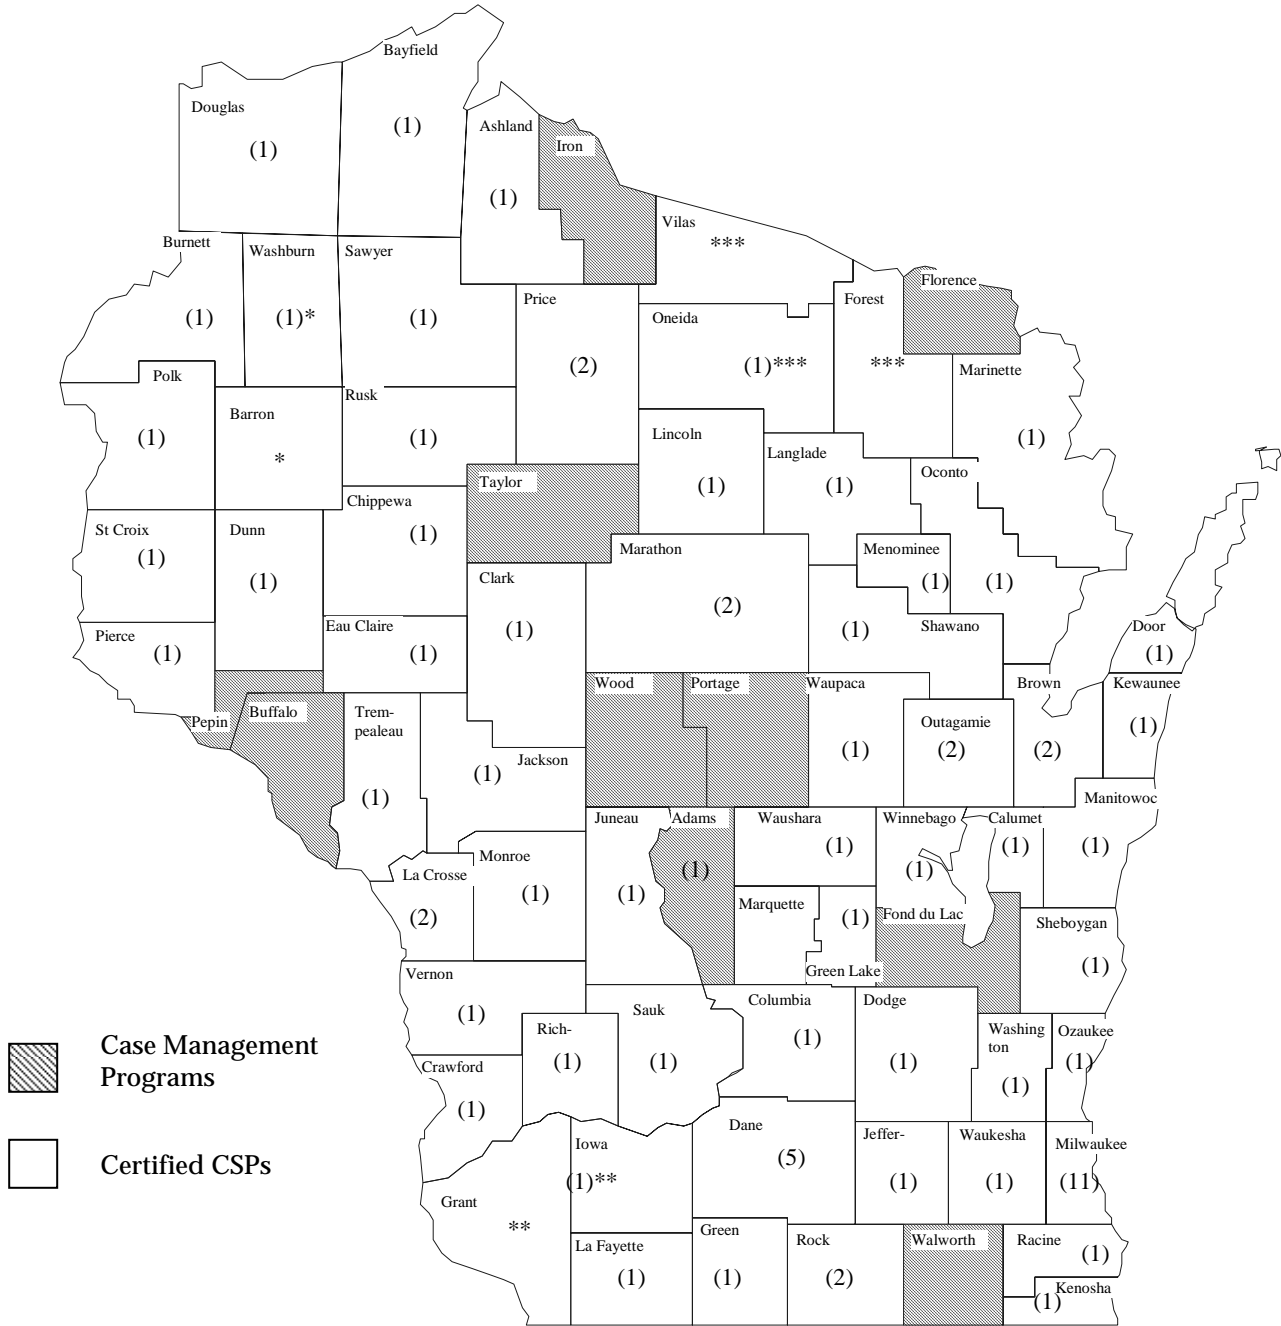 Bayfield
(1)
Douglas
(1)
Ashland
(1)
Iron
Vilas
***
Burnett
(1)
Washburn
(1)*
Sawyer
(1)
Price
(2)
Oneida
(1)***
Forest
***
Florence
Marinette
(1)
Polk
(1)
Barron
*
Rusk
(1)
Lincoln
(1)
Langlade
(1)
Oconto
(1)
Taylor
Chippewa
(1)
St Croix
(1)
Dunn
(1)
Clark
(1)
Marathon
(2)
Menominee
(1)
Shawano
(1)
Door
(1)
Pierce
(1)
Eau Claire
(1)
Pepin
Buffalo
Trem-
pealeau
(1)
Jackson
(1)
Wood
Portage
Waupaca
(1)
Outagamie
(2)
Brown
(2)
Kewaunee
(1)
Manitowoc
(1)
Juneau
(1)
Adams
(1)
Waushara
(1)
Winnebago
(1)
Calumet
(1)
Monroe
(1)
La Crosse
(2)
Marquette
(1)
Green Lake
Fond du Lac
Sheboygan
(1)
Vernon
(1)
Rich-
(1)
Sauk
(1)
Columbia
(1)
Dodge
(1)
Washing
ton
(1)
Ozaukee
(1)
Crawford
(1)
Case Management
Programs
Certified CSPs
Grant
**
Iowa
(1)**
Dane
(5)
Jeffer-
(1)
Waukesha
(1)
Milwaukee
(11)
La Fayette
(1)
Green
(1)
Rock
(2)
Walworth
Racine
(1)
Kenosha
(1)